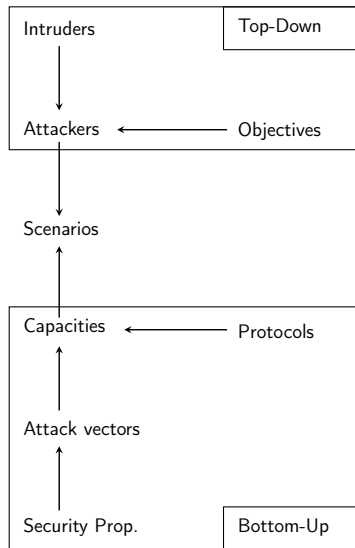 Intruders
Top-Down
Attackers
Objectives
Scenarios
Capacities
Protocols
Attack vectors
Security Prop.
Bottom-Up